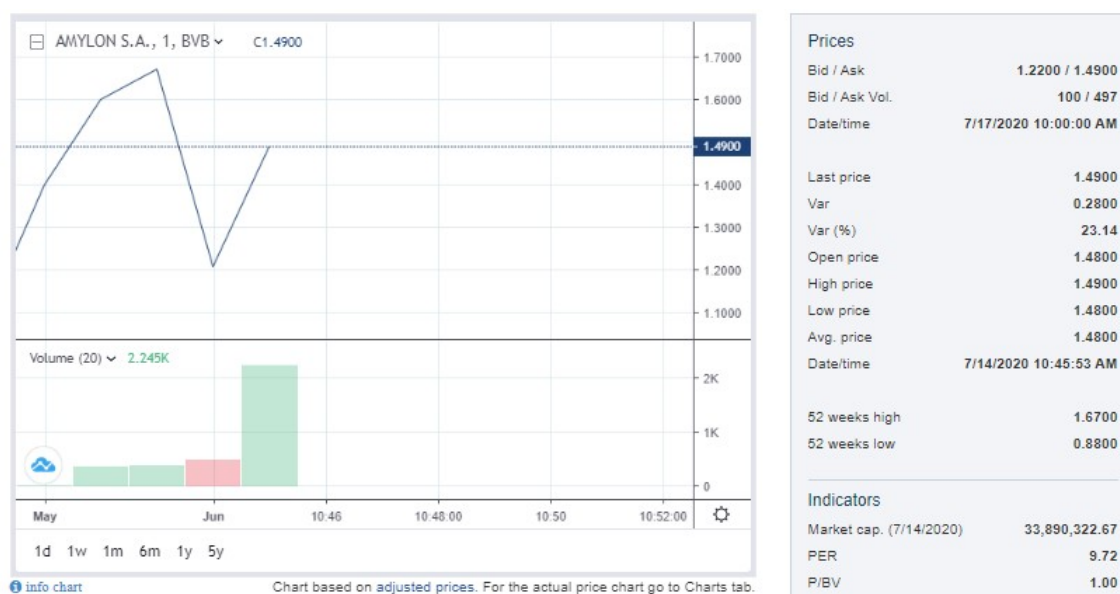 AMYLON S.A., 1, BVB C1.4900
1.7000
1.6000
1.4900
1.4000
1.3000
1.2000
1.1000
Volume (20) 2.245K
2K
1K
0
May Jun 10:46 10:48:00 10:50 10:52:00
1d 1w 1m 6m 1y 5y
info chart Chart based on adjusted prices. For the actual price chart go to Charts tab.
Prices
Bid / Ask 1.2200 / 1.4900
Bid / Ask Vol. 100 / 497
Date/time 7/17/2020 10:00:00 AM
Last price 1.4900
Var 0.2800
Var (%) 23.14
Open price 1.4800
High price 1.4900
Low price 1.4800
Avg. price 1.4800
Date/time 7/14/2020 10:45:53 AM
52 weeks high 1.6700
52 weeks low 0.8800
Indicators
Market cap. (7/14/2020) 33,890,322.67
PER 9.72
P/BV 1.00